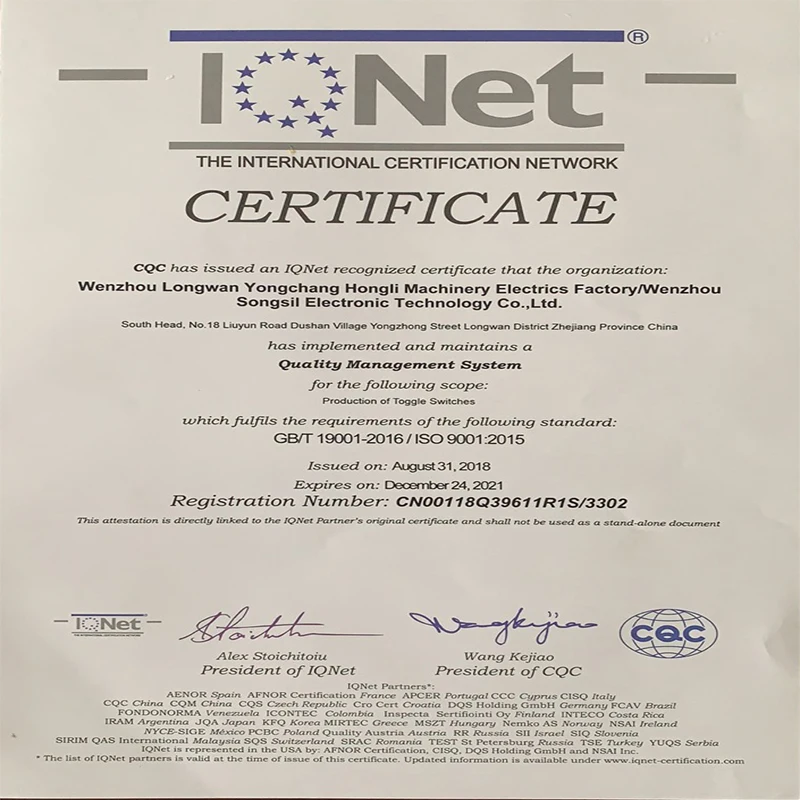 IQNet®
THE INTERNATIONAL CERTIFICATION NETWORK
CERTIFICATE
CQC has issued an IQNet recognized certificate that the organization:
Wenzhou Longwan Yongchang Hongli Machinery Electrics Factory/Wenzhou
Songsil Electronic Technology Co.,Ltd.
South Head, No.18 Liuyun Road Dushan Village Yongzhong Street Longwan District Zhejiang Province China
has implemented and maintains a
Quality Management System
for the following scope:
Production of Toggle Switches
which fulfils the requirements of the following standard:
GB/T 19001-2016 / ISO 9001:2015
Issued on: August 31, 2018
Expires on: December 24, 2021
Registration Number: CN00118Q39611R1S/3302
This attestation is directly linked to the IQNet Partner's original certificate and shall not be used as a stand-alone document
IQNet
THE INTERNATIONAL CERTIFICATION NETWORK
Wangkejiao
CQC
Alex Stoichitoiu
President of IQNet
Wang Kejiao
President of CQC
IQNet Partners*:
AENOR Spain AFNOR Certification France APCER Portugal CCC Cyprus CISQ Italy
CQC China CQM China CQS Czech Republic Cro Cert Croatia DQS Holding GmbH Germany FCAV Brazil
FONDONORMA Venezuela ICONTEC Colombia Inspecta Sertifiointi Oy Finland INTECO Costa Rica
IRAM Argentina JQA Japan KFQ Korea MIRTEC Greece MSZT Hungary Nemko AS Norway NSAI Ireland
NYCE-SIGE México PCBC Poland Quality Austria Austria RR Russia SII Israel SIQ Slovenia
SIRIM QAS International Malaysia SQS Switzerland SRAC Romania TEST St Petersburg Russia TSE Turkey YUQS Serbia
IQNet is represented in the USA by: AFNOR Certification, CISQ, DQS Holding GmbH and NSAI Inc.
* The list of IQNet partners is valid at the time of issue of this certificate. Updated information is available under www.iqnet-certification.com